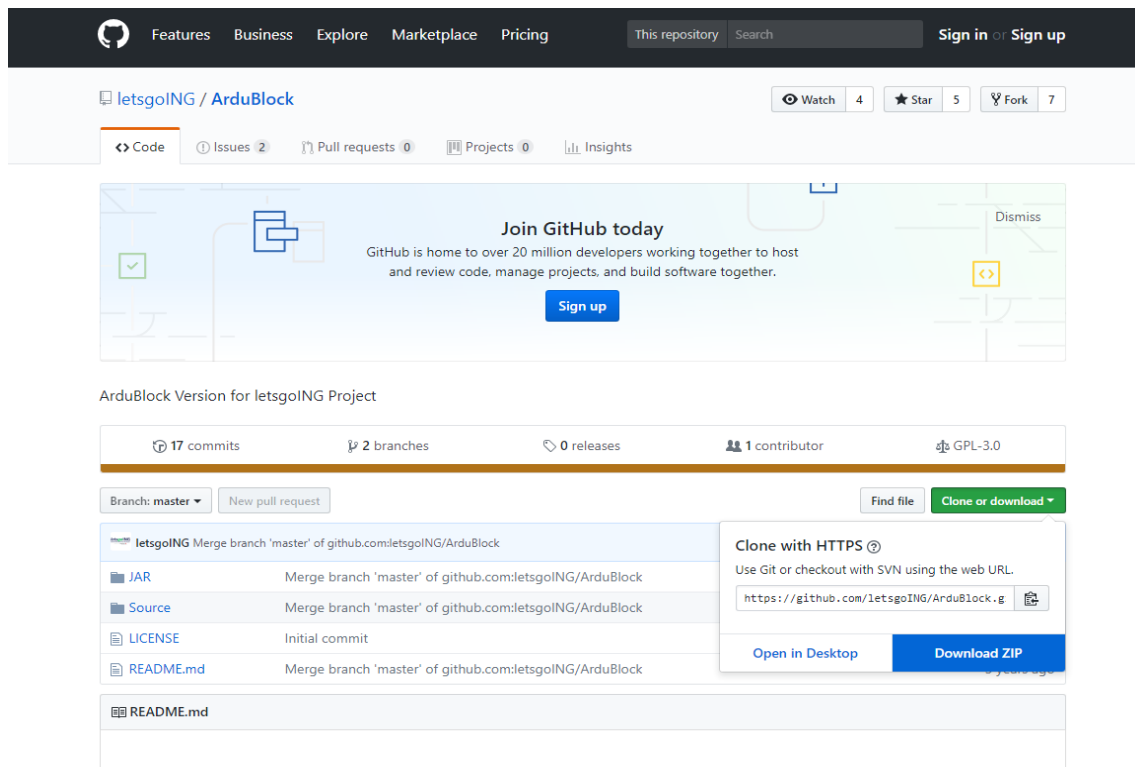 Features Business Explore Marketplace Pricing This repository Search Sign in or Sign up
letsgoING / ArduBlock Watch 4 Star 5 Fork 7
Code Issues 2 Pull requests 0 Projects 0 Insights
Dismiss
Join GitHub today
GitHub is home to over 20 million developers working together to host
and review code, manage projects, and build software together.
Sign up
ArduBlock Version for letsgoING Project
17 commits 2 branches 0 releases 1 contributor GPL-3.0
Branch: master New pull request Find file Clone or download
letsgoING Merge branch 'master' of github.com:letsgoING/ArduBlock
JAR Merge branch 'master' of github.com:letsgoING/ArduBlock
Source Merge branch 'master' of github.com:letsgoING/ArduBlock
LICENSE Initial commit
README.md Merge branch 'master' of github.com:letsgoING/ArduBlock
Clone with HTTPS
Use Git or checkout with SVN using the web URL.
https://github.com/letsgoING/ArduBlock.g
Open in Desktop Download ZIP
README.md